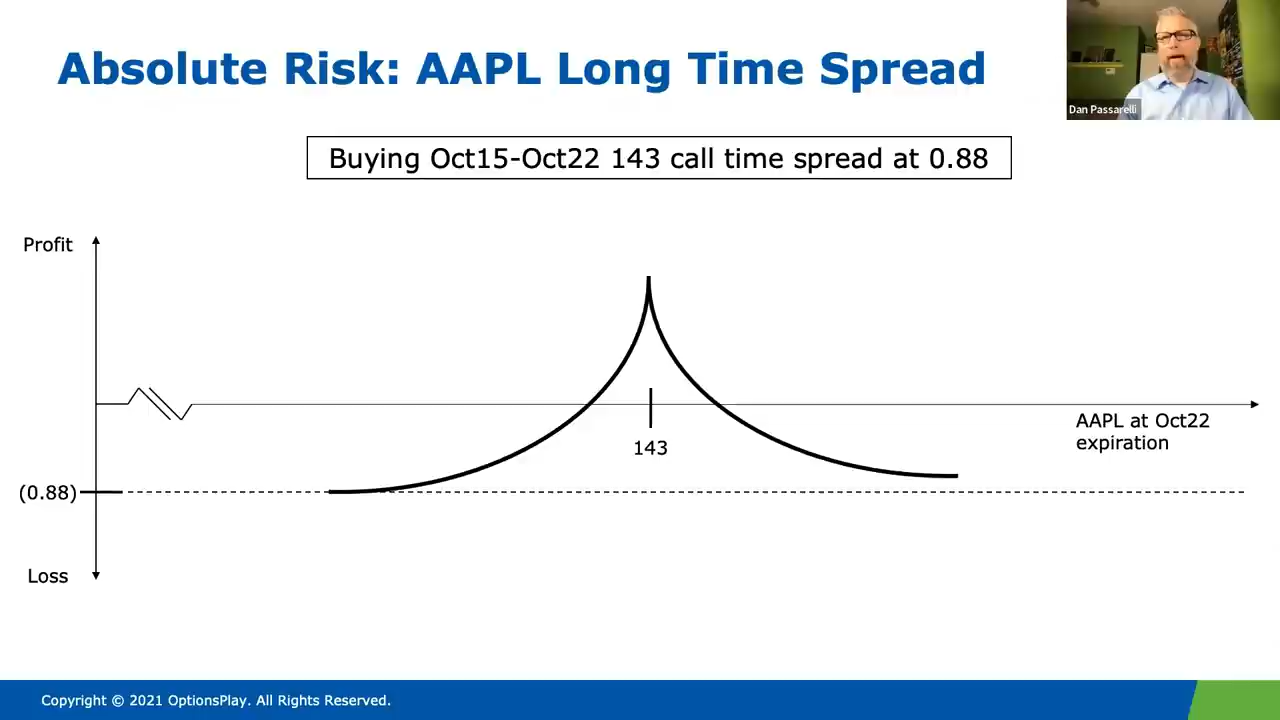 Absolute Risk: AAPL Long Time Spread
Dan Passarelli
Buying Oct15-Oct22 143 call time spread at 0.88
Profit
143
AAPL at Oct22
expiration
(0.88)
Loss
Copyright © 2021 OptionsPlay. All Rights Reserved.